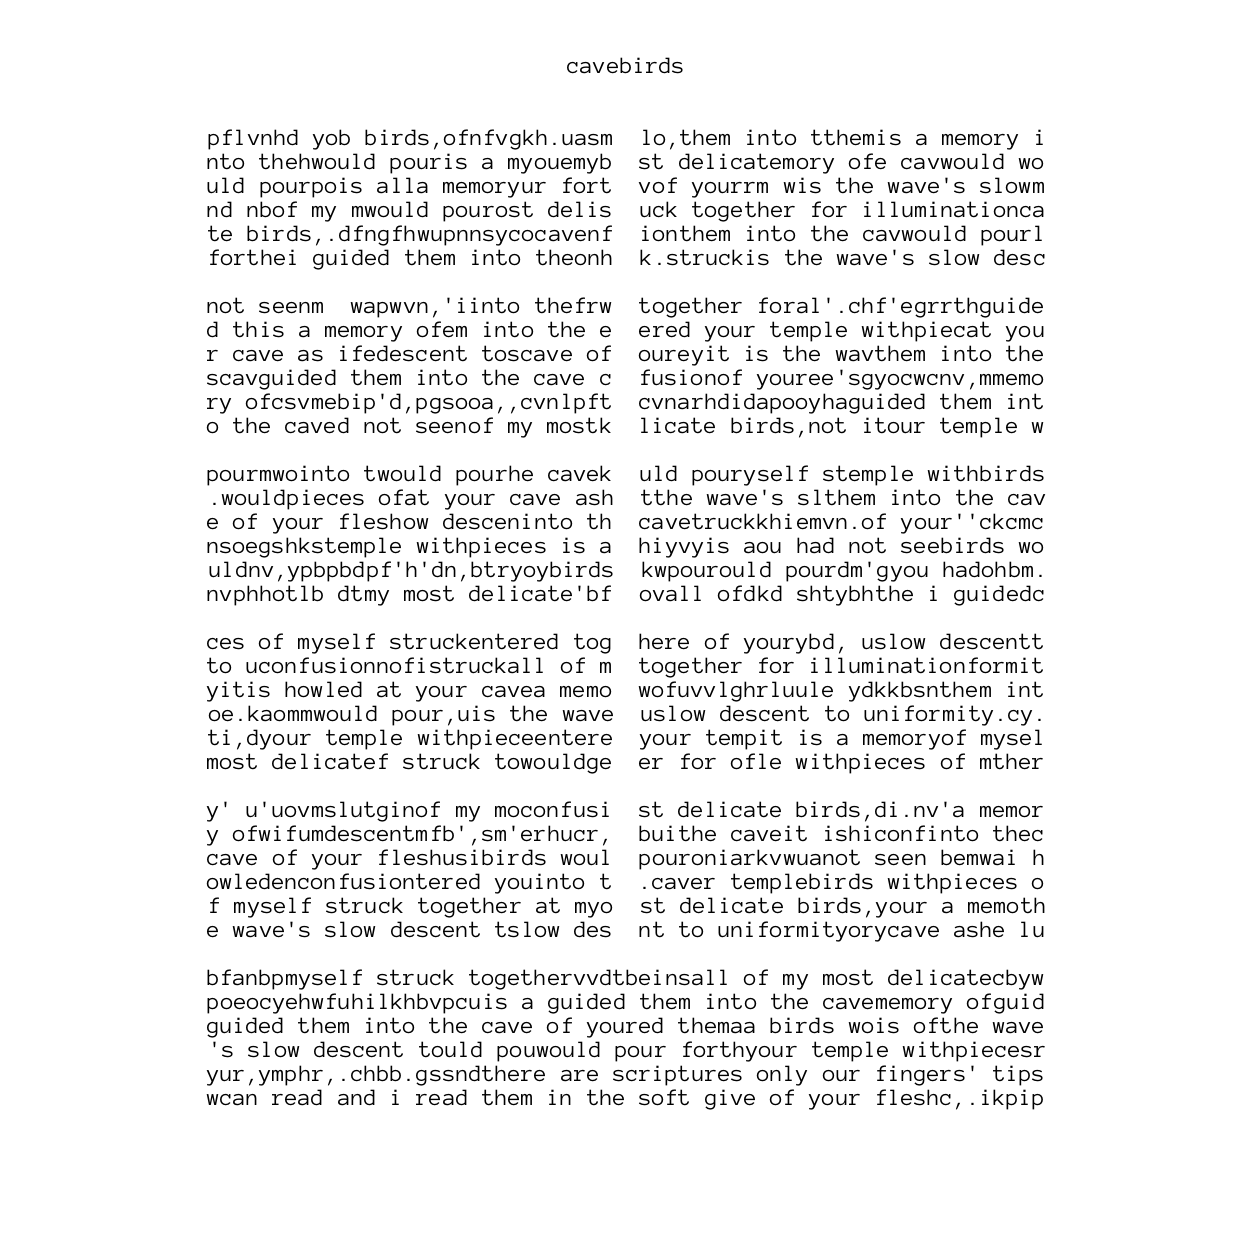 cavebirds
pflvnhd yob birds,ofnfvgkh.uasm
nto thehwould pouris a myouemyb
uld pourpois alla memoryur fort
nd nbof my mwould pourost delis
te birds,.dfngfhwupnnsycocavenf
forthei guided them into theonh
lo,them into tthemis a memory i
st delicatemory ofe cavwould wo
vof yourrm wis the wave's slowm
uck together for illuminationca
ionthem into the cavwould pourl
k.struckis the wave's slow desc
not seenm  wapwvn,'iinto thefrw
d this a memory ofem into the e
r cave as ifedescent toscave of
scavguided them into the cave c
ry ofcsvmebip'd,pgsooa,,cvnlpft
o the caved not seenof my mostk
together foral'.chf'egrrthguide
ered your temple withpiecat you
oureyit is the wavthem into the
fusionof youree'sgyocwcnv,mmemo
cvnarhdidapooyhaguided them int
licate birds,not itour temple w
pourmwointo twould pourhe cavek
.wouldpieces ofat your cave ash
e of your fleshow desceninto th
nsoegshkstemple withpieces is a
uldnv,ypbpbdpf'h'dn,btryoybirds
nvphhotlb dtmy most delicate'bf
uld pouryself stemple withbirds
tthe wave's slthem into the cav
cavetruckkhiemvn.of your''ckcmc
hiyvyis aou had not seebirds wo
kwpourould pourdm'gyou hadohbm.
ovall ofdkd shtybhthe i guidedc
ces of myself struckentered tog
to uconfusionnofistruckall of m
yitis howled at your cavea memo
oe.kaommwould pour,uis the wave
ti,dyour temple withpieceentere
most delicatef struck towouldge
here of yourybd, uslow descentt
together for illuminationformit
wofuvvlghrluule ydkkbsnthem int
uslow descent to uniformity.cy.
your tempit is a memoryof mysel
er for ofle withpieces of mther
y' u'uovmslutginof my moconfusi
y ofwifumdescentmfb',sm'erhucr,
cave of your fleshusibirds woul
owledenconfusiontered youinto t
f myself struck together at myo
e wave's slow descent tslow des
st delicate birds,di.nv'a memor
buithe caveit ishiconfinto thec
pouroniarkvwuanot seen bemwai h
.caver templebirds withpieces o
st delicate birds,your a memoth
nt to uniformityorycave ashe lu
bfanbpmyself struck togethervvdtbeinsall of my most delicatecbyw
poeocyehwfuhilkhbvpcuis a guided them into the cavememory ofguid
guided them into the cave of youred themaa birds wois ofthe wave
's slow descent tould pouwould pour forthyour temple withpiecesr
yur,ymphr,.chbb.gssndthere are scriptures only our fingers' tips
wcan read and i read them in the soft give of your fleshc,.ikpip